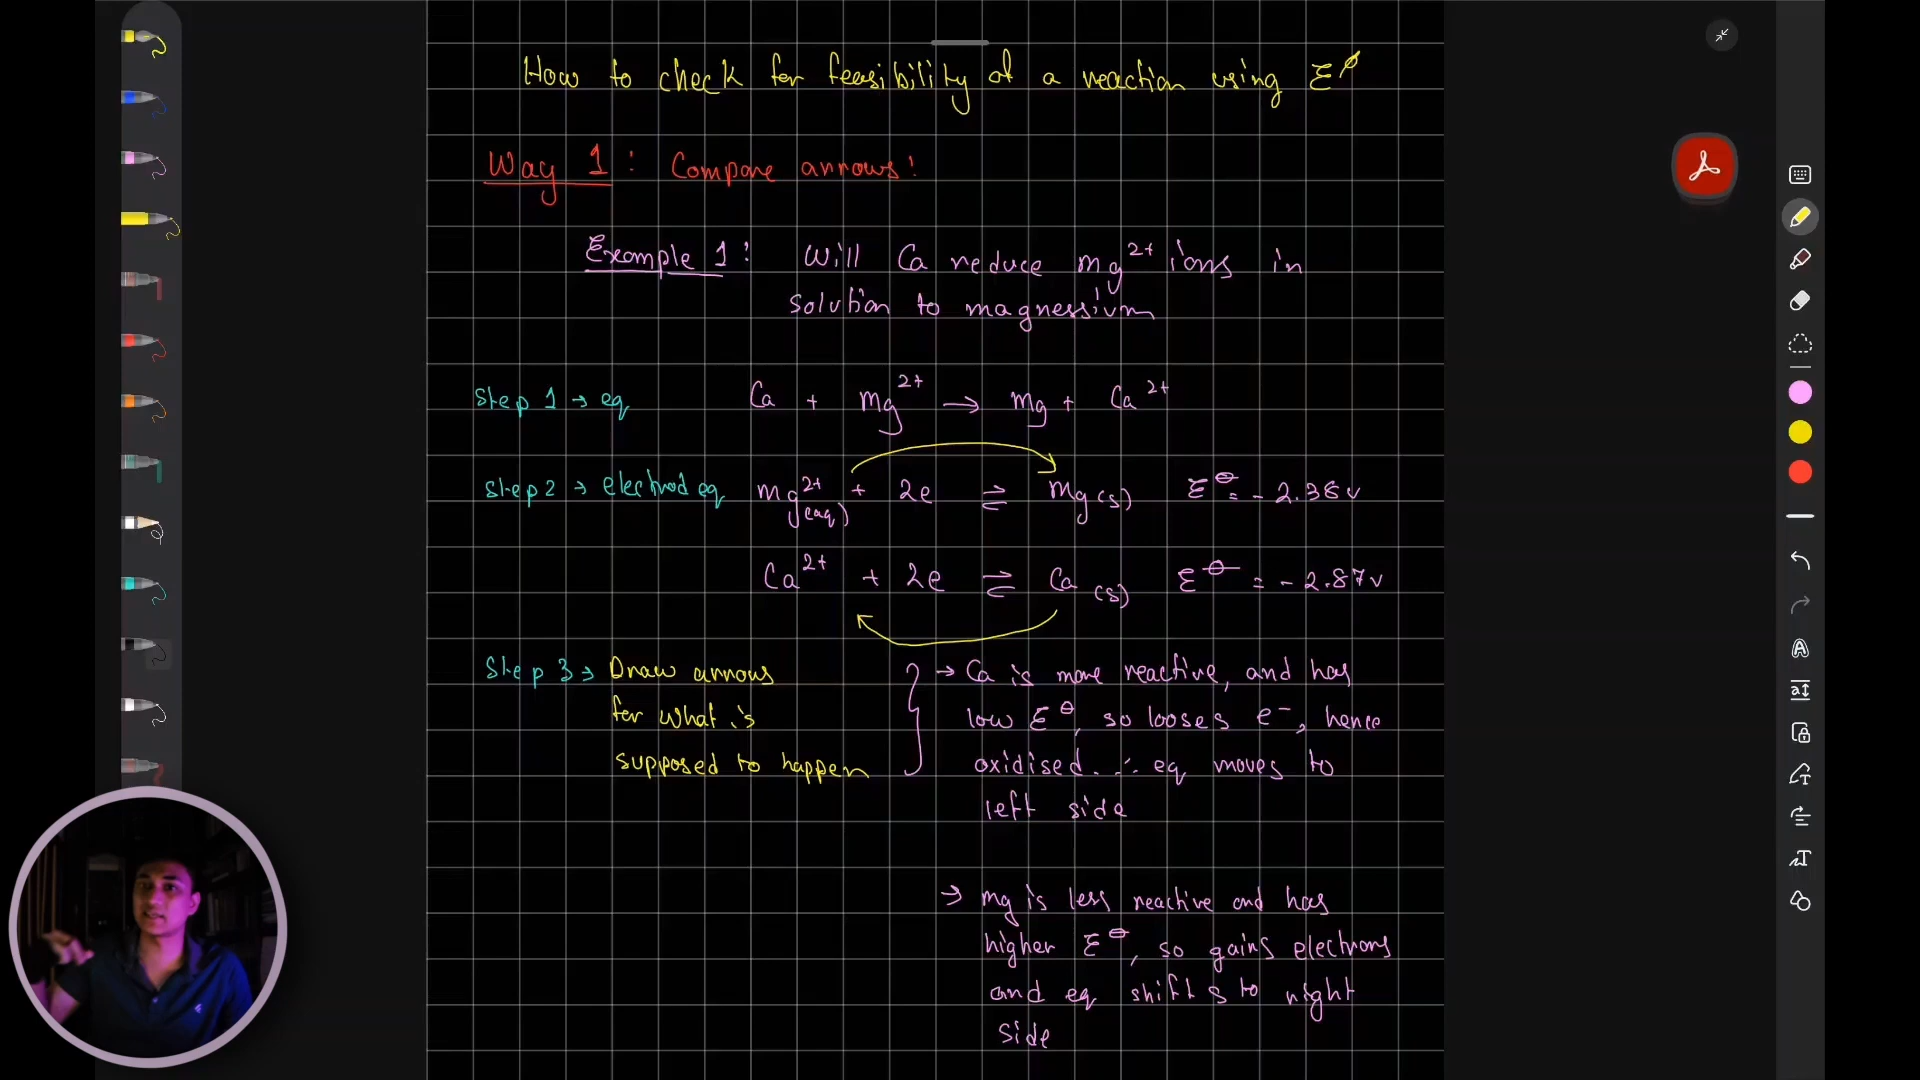 How to check for feasibility of a reaction using Ɛ⦵
Way 1 : Compare arrows!
Example 1 : Will Ca reduce Mg²⁺ ions in
solution to magnessium
Step 1 → eq Ca + Mg²⁺ → Mg + Ca²⁺
Step 2 → electrod eq Mg²⁺(aq) + 2e ⇌ Mg(s) Ɛ⦵ = - 2.38v
Ca²⁺ + 2e ⇌ Ca (s) Ɛ⦵ = - 2.87v
Step 3 → Draw arrows
for what is
supposed to happen
→ Ca is more reactive, and has
low Ɛ⦵, so looses e⁻, hence
oxidised. ∴ eq moves to
left side
→ Mg is less reactive and has
higher Ɛ⦵, so gains electrons
and eq shifts to right
side